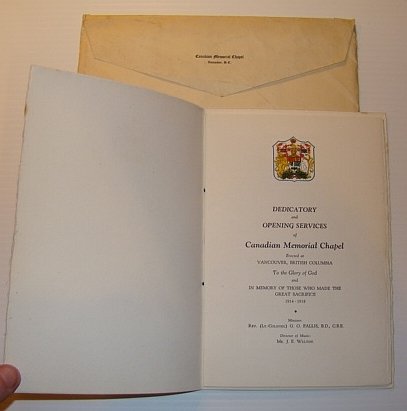 Canadian Memorial Chapel
Vancouver, B.C.
DEDICATORY
and
OPENING SERVICES
of
Canadian Memorial Chapel
Erected at
VANCOUVER, BRITISH COLUMBIA
To the Glory of God
and
IN MEMORY OF THOSE WHO MADE THE
GREAT SACRIFICE
1914 - 1918
Minister:
REV. (LT.-COLONEL) G. O. FALLIS, B.D., C.B.E.
Director of Music:
MR. J. E.